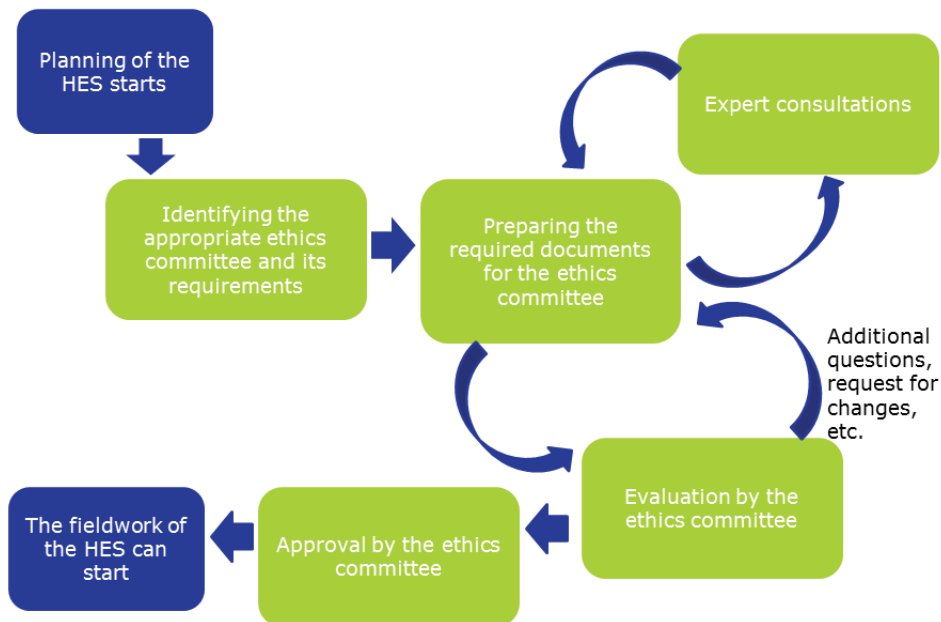 Planning of the
HES starts
Expert consultations
Identifying the
appropriate ethics
committee and its
requirements
Preparing the
required documents
for the ethics
committee
Additional
questions,
request for
changes,
etc.
Evaluation by the
ethics committee
Approval by the ethics
committee
The fieldwork of
the HES can
start